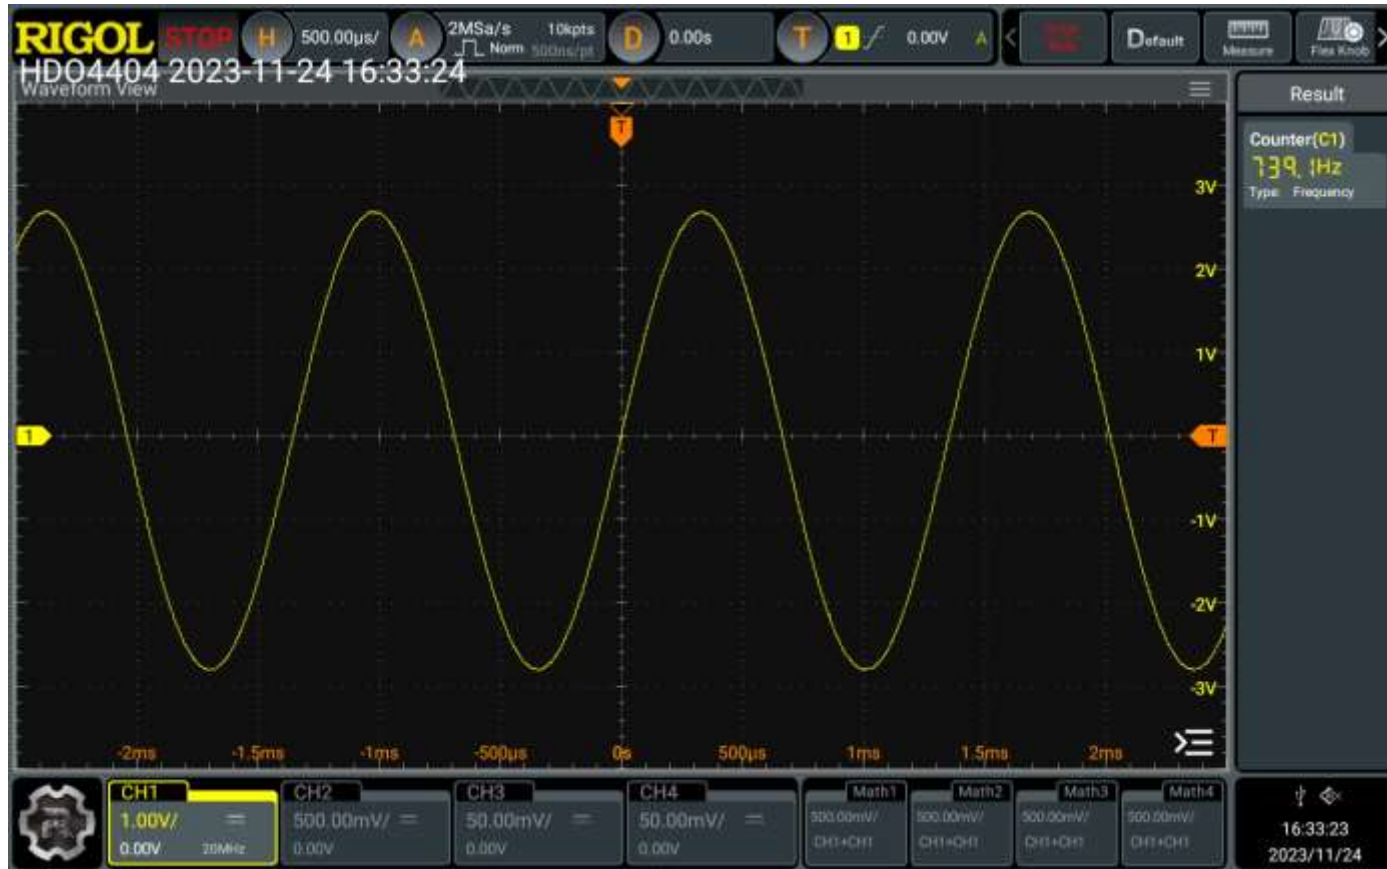 RIGOL STOP H 500.00μs/ A 2MSa/s 10kpts Norm 500ns/pt D 0.00s T 1 0.00V A Default Measure Flex Knob
HDO4404 2023-11-24 16:33:24
Waveform View
Result
T
Counter(C1)
739.1Hz
Type: Frequency
3V
2V
1V
1
T
-1V
-2V
-3V
-2ms -1.5ms -1ms -500μs 0s 500μs 1ms 1.5ms 2ms
CH1 CH2 CH3 CH4 Math1 Math2 Math3 Math4
1.00V/ 500.00mV/ 50.00mV/ 50.00mV/ 500.00mV/ 500.00mV/ 500.00mV/ 500.00mV/
0.00V 20MHz 0.00V 0.00V 0.00V CH1+CH1 CH1+CH1 CH1+CH1 CH1+CH1
16:33:23
2023/11/24